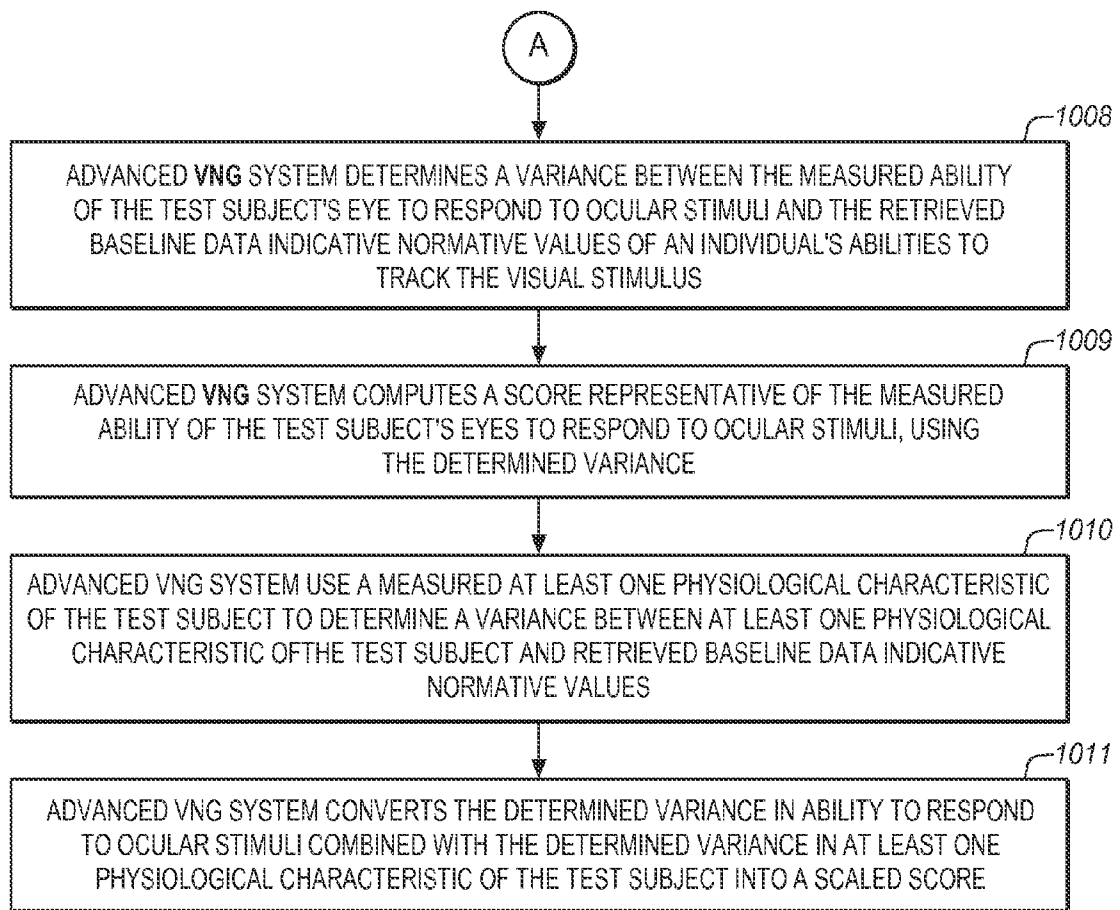 A
1008
ADVANCED VNG SYSTEM DETERMINES A VARIANCE BETWEEN THE MEASURED ABILITY
OF THE TEST SUBJECT'S EYE TO RESPOND TO OCULAR STIMULI AND THE RETRIEVED
BASELINE DATA INDICATIVE NORMATIVE VALUES OF AN INDIVIDUAL'S ABILITIES TO
TRACK THE VISUAL STIMULUS
1009
ADVANCED VNG SYSTEM COMPUTES A SCORE REPRESENTATIVE OF THE MEASURED
ABILITY OF THE TEST SUBJECT'S EYES TO RESPOND TO OCULAR STIMULI, USING
THE DETERMINED VARIANCE
1010
ADVANCED VNG SYSTEM USE A MEASURED AT LEAST ONE PHYSIOLOGICAL CHARACTERISTIC
OF THE TEST SUBJECT TO DETERMINE A VARIANCE BETWEEN AT LEAST ONE PHYSIOLOGICAL
CHARACTERISTIC OFTHE TEST SUBJECT AND RETRIEVED BASELINE DATA INDICATIVE
NORMATIVE VALUES
1011
ADVANCED VNG SYSTEM CONVERTS THE DETERMINED VARIANCE IN ABILITY TO RESPOND
TO OCULAR STIMULI COMBINED WITH THE DETERMINED VARIANCE IN AT LEAST ONE
PHYSIOLOGICAL CHARACTERISTIC OF THE TEST SUBJECT INTO A SCALED SCORE